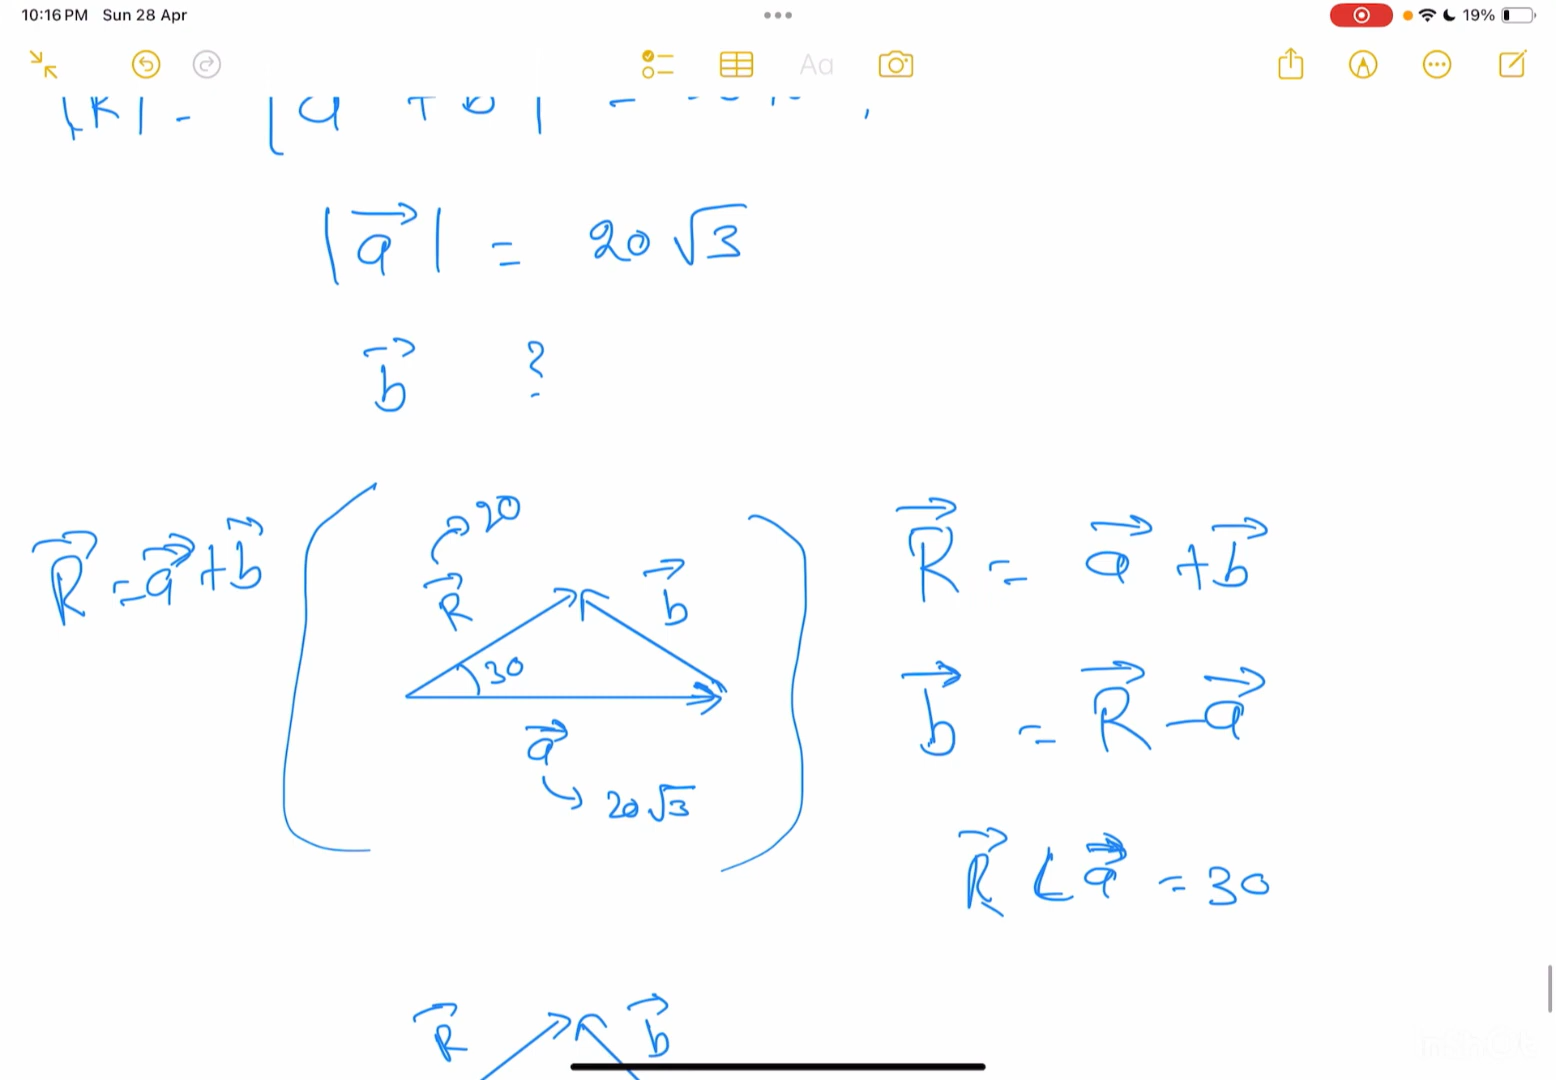 10:16 PM Sun 28 Apr 19%
Aa
|a| = 20√3
b ?
R = a + b
20
R
b
30
a
20√3
R = a + b
b = R - a
R ∠ a = 30
R b